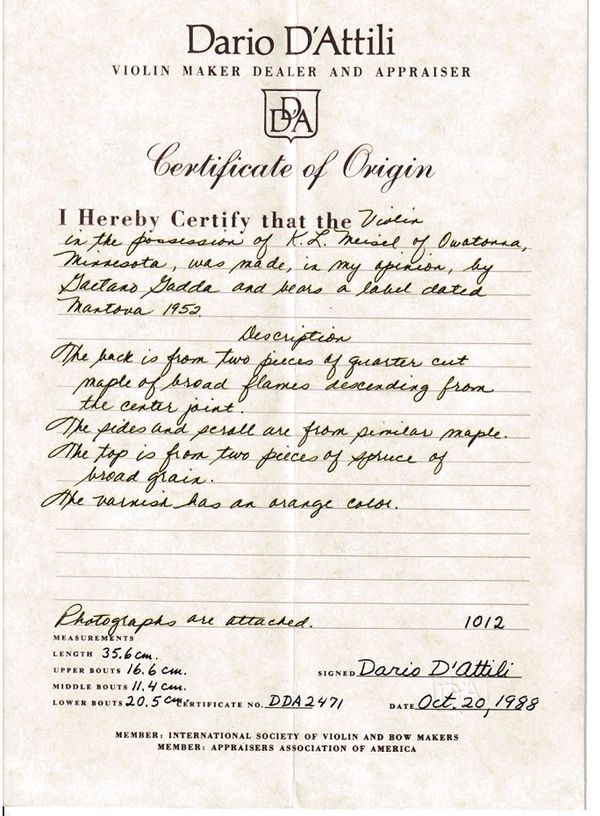 Dario D'Attili
VIOLIN MAKER DEALER AND APPRAISER
DDA
Certificate of Origin
I Hereby Certify that the Violin
in the possession of K.L. Meisel of Owatonna,
Minnesota, was made, in my opinion, by
Gaetano Gadda and bears a label dated
Mantova 1952.
Description
The back is from two pieces of quarter cut
maple of broad flames descending from
the center joint.
The sides and scroll are from similar maple.
The top is from two pieces of spruce of
broad grain.
The varnish has an orange color.
Photographs are attached. 1012
MEASUREMENTS
LENGTH 35.6 cm.
UPPER BOUTS 16.6 cm. SIGNED Dario D'Attili
MIDDLE BOUTS 11.4 cm.
LOWER BOUTS 20.5 cm. CERTIFICATE NO. DDA2471 DATE Oct. 20, 1988
DDA
MEMBER: INTERNATIONAL SOCIETY OF VIOLIN AND BOW MAKERS
MEMBER: APPRAISERS ASSOCIATION OF AMERICA